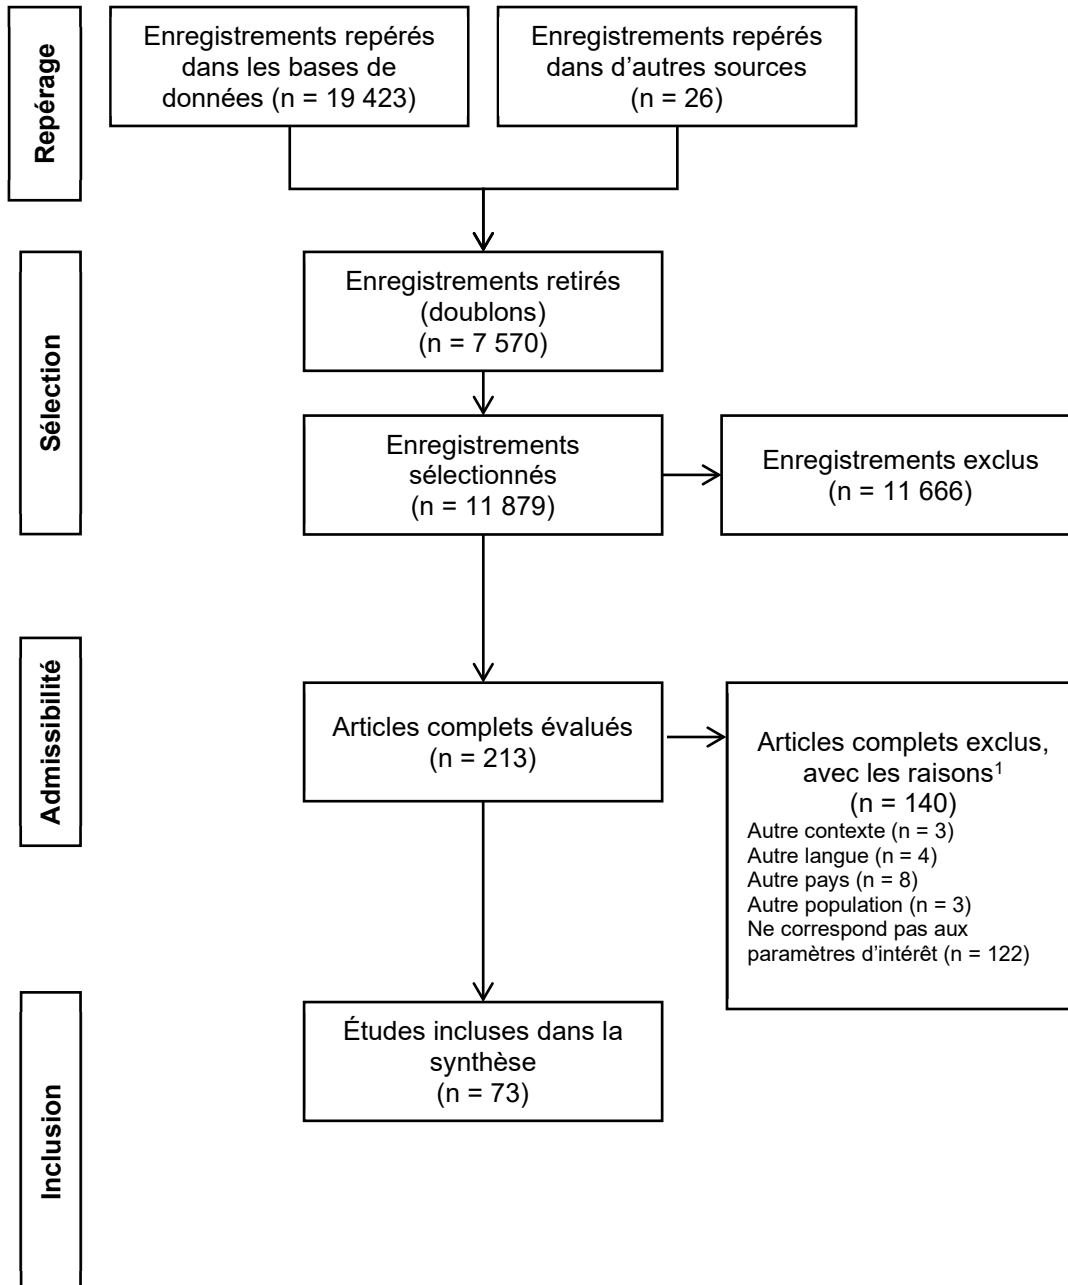 Repérage
Enregistrements repérés
dans les bases de
données (n = 19 423)
Enregistrements repérés
dans d’autres sources
(n = 26)
Sélection
Enregistrements retirés
(doublons)
(n = 7 570)
Enregistrements
sélectionnés
(n = 11 879)
Enregistrements exclus
(n = 11 666)
Admissibilité
Articles complets évalués
(n = 213)
Articles complets exclus,
avec les raisons¹
(n = 140)
Autre contexte (n = 3)
Autre langue (n = 4)
Autre pays (n = 8)
Autre population (n = 3)
Ne correspond pas aux
paramètres d’intérêt (n = 122)
Inclusion
Études incluses dans la
synthèse
(n = 73)